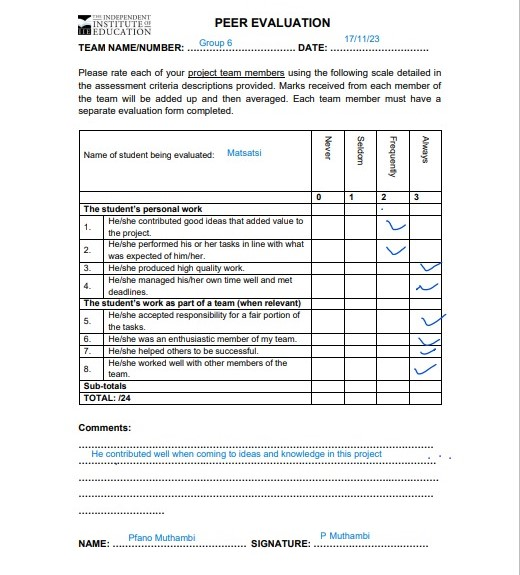 THE INDEPENDENT
INSTITUTE OF
EDUCATION
PEER EVALUATION
TEAM NAME/NUMBER: Group 6 DATE: 17/11/23
Please rate each of your project team members using the following scale detailed in
the assessment criteria descriptions provided. Marks received from each member of
the team will be added up and then averaged. Each team member must have a
separate evaluation form completed.
Name of student being evaluated: Matsatsi
Never
Seldom
Frequently
Always
0 1 2 3
The student's personal work
1. He/she contributed good ideas that added value to
the project.
2. He/she performed his or her tasks in line with what
was expected of him/her.
3. He/she produced high quality work.
4. He/she managed his/her own time well and met
deadlines.
The student's work as part of a team (when relevant)
5. He/she accepted responsibility for a fair portion of
the tasks.
6. He/she was an enthusiastic member of my team.
7. He/she helped others to be successful.
8. He/she worked well with other members of the
team.
Sub-totals
TOTAL: /24
Comments:
He contributed well when coming to ideas and knowledge in this project
NAME: Pfano Muthambi SIGNATURE: P Muthambi